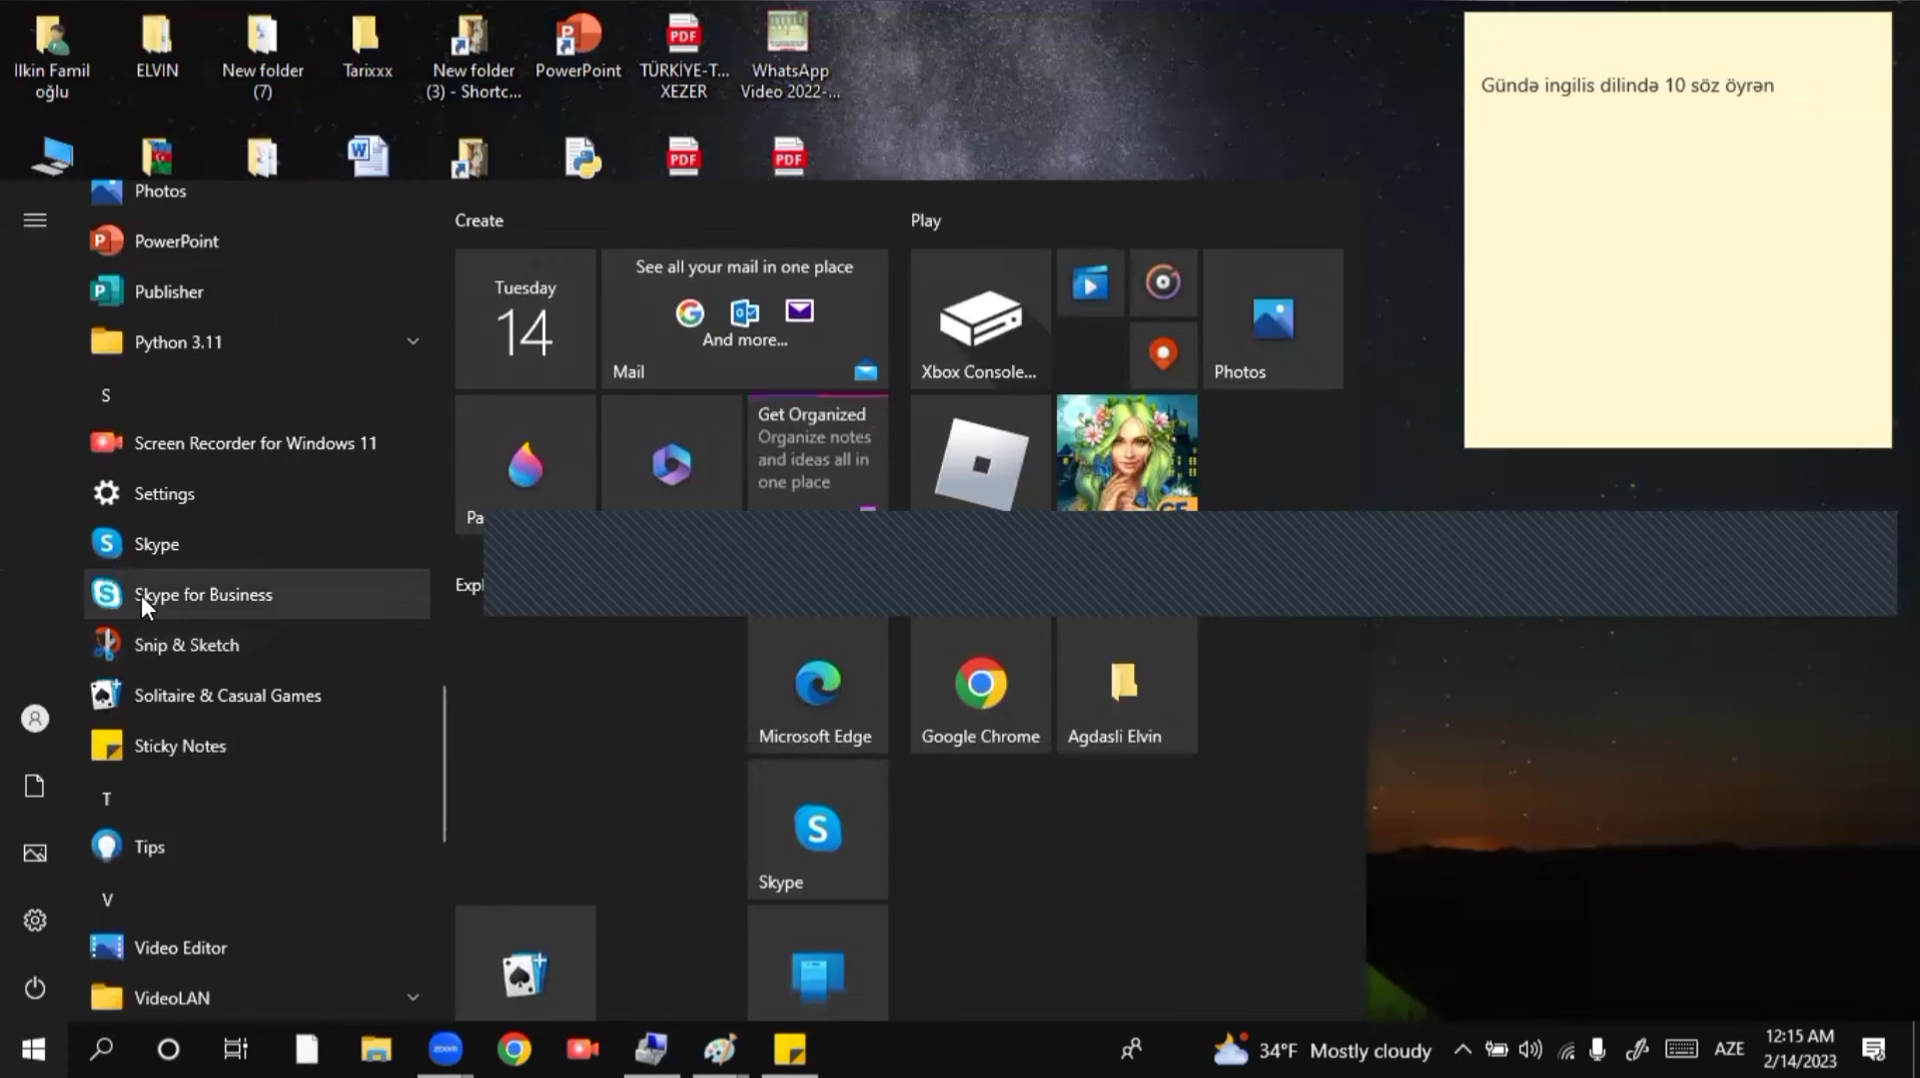 Ilkin Famil
oğlu
ELVIN
New folder
(7)
Tarixxx
New folder
(3) - Shortc...
PowerPoint
TÜRKİYE-T...
XEZER
WhatsApp
Video 2022-...
Gündə ingilis dilində 10 söz öyrən
Photos
PowerPoint
Publisher
Python 3.11
S
Screen Recorder for Windows 11
Settings
Skype
Skype for Business
Snip & Sketch
Solitaire & Casual Games
Sticky Notes
T
Tips
V
Video Editor
VideoLAN
Create
Tuesday
14
See all your mail in one place
And more...
Mail
Get Organized
Organize notes
and ideas all in
one place
Pa
Expl
Microsoft Edge
Skype
Play
Xbox Console...
Photos
Google Chrome
Agdasli Elvin
zoom
34°F Mostly cloudy
AZE
12:15 AM
2/14/2023